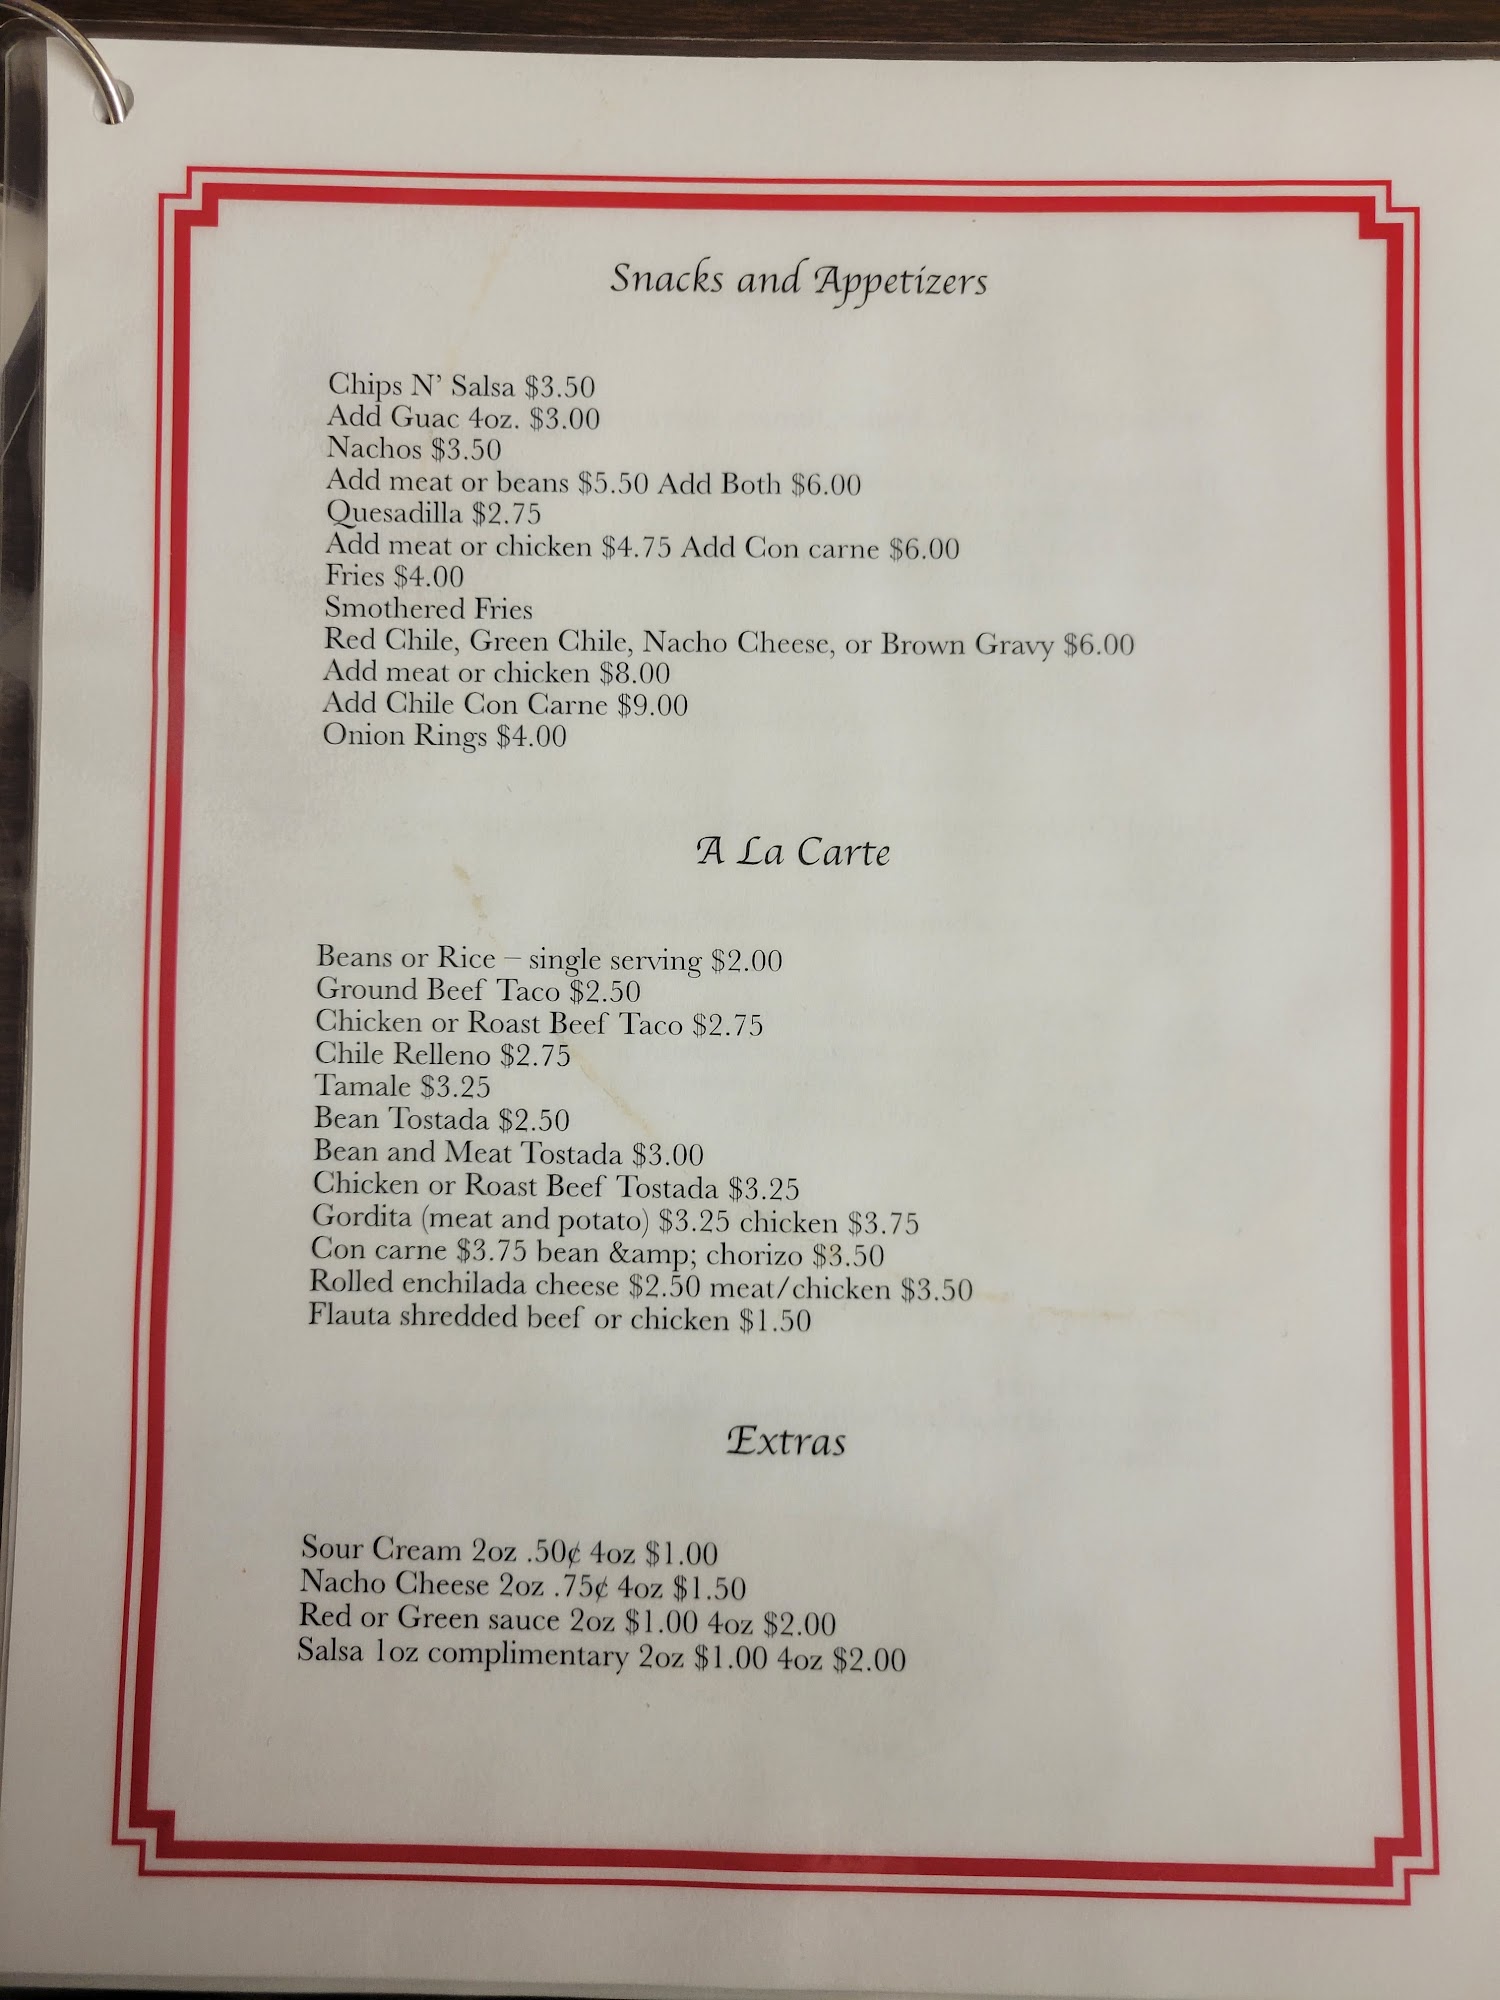 Snacks and Appetizers
Chips N' Salsa $3.50
Add Guac 4oz. $3.00
Nachos $3.50
Add meat or beans $5.50 Add Both $6.00
Quesadilla $2.75
Add meat or chicken $4.75 Add Con carne $6.00
Fries $4.00
Smothered Fries
Red Chile, Green Chile, Nacho Cheese, or Brown Gravy $6.00
Add meat or chicken $8.00
Add Chile Con Carne $9.00
Onion Rings $4.00
A La Carte
Beans or Rice – single serving $2.00
Ground Beef Taco $2.50
Chicken or Roast Beef Taco $2.75
Chile Relleno $2.75
Tamale $3.25
Bean Tostada $2.50
Bean and Meat Tostada $3.00
Chicken or Roast Beef Tostada $3.25
Gordita (meat and potato) $3.25 chicken $3.75
Con carne $3.75 bean &amp; chorizo $3.50
Rolled enchilada cheese $2.50 meat/chicken $3.50
Flauta shredded beef or chicken $1.50
Extras
Sour Cream 2oz .50¢ 4oz $1.00
Nacho Cheese 2oz .75¢ 4oz $1.50
Red or Green sauce 2oz $1.00 4oz $2.00
Salsa 1oz complimentary 2oz $1.00 4oz $2.00